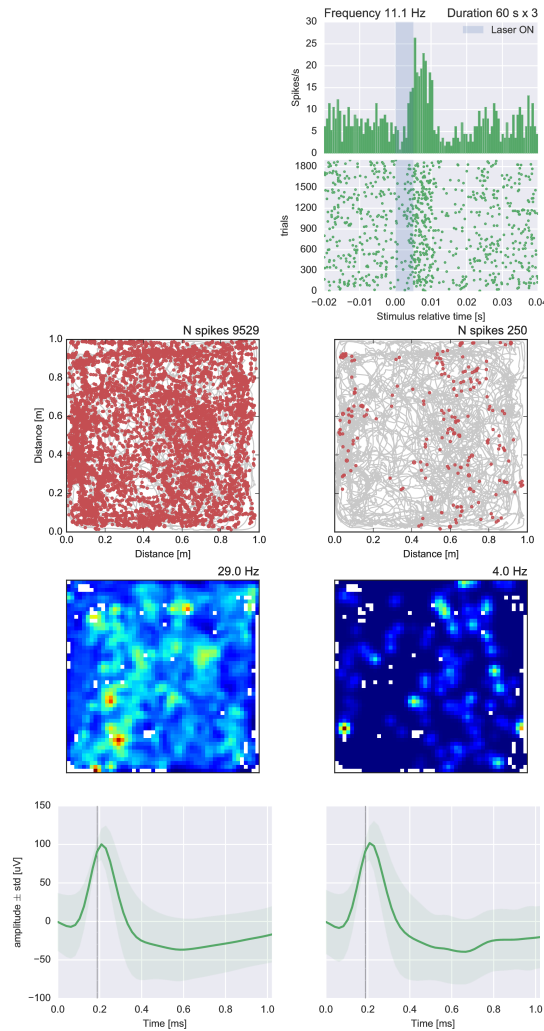 Frequency 11.1 Hz Duration 60 s x 3
Laser ON
30
25
20
15
10
5
0
Spikes/s
1800
1500
1200
900
600
300
0
trials
−0.02 −0.01 0.00 0.01 0.02 0.03 0.04
Stimulus relative time [s]
N spikes 9529
N spikes 250
1.0
0.8
0.6
0.4
0.2
0.0
Distance [m]
0.0 0.2 0.4 0.6 0.8 1.0
0.0 0.2 0.4 0.6 0.8 1.0
Distance [m]
Distance [m]
29.0 Hz
4.0 Hz
150
100
50
0
−50
−100
amplitude ± std [uV]
0.0 0.2 0.4 0.6 0.8 1.0
0.0 0.2 0.4 0.6 0.8 1.0
Time [ms]
Time [ms]